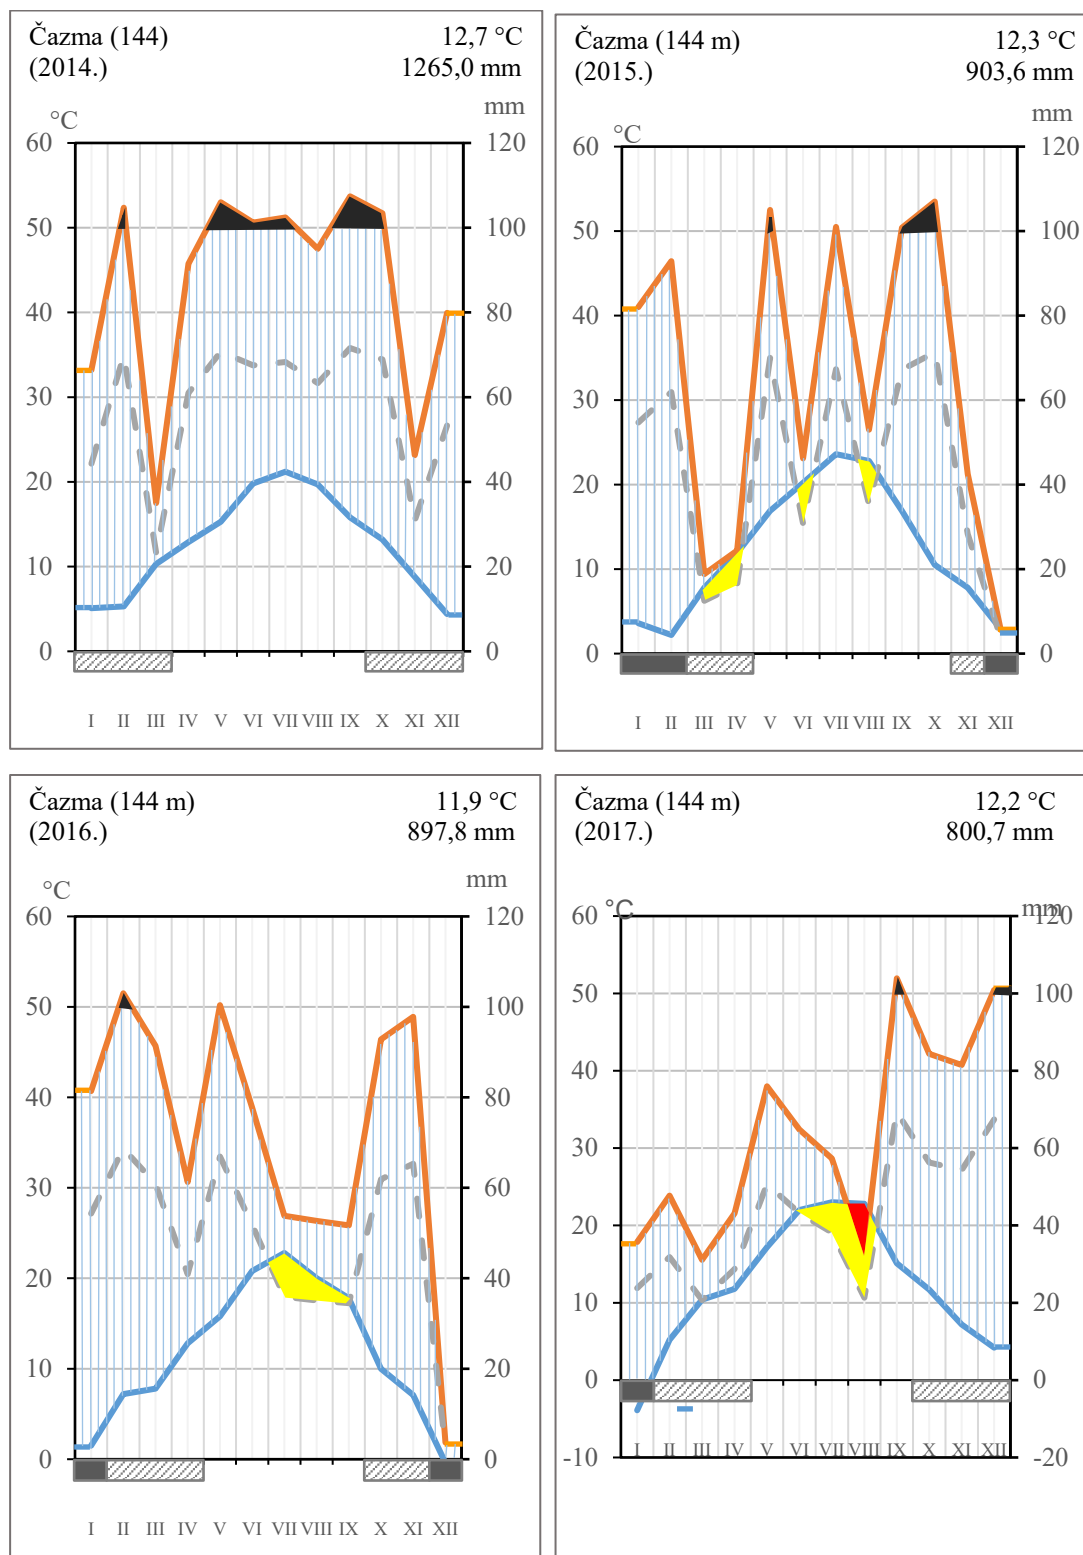 Čazma (144) 12,7 °C
(2014.) 1265,0 mm
°C mm
60 120
50 100
40 80
30 60
20 40
10 20
0 0
I II III IV V VI VII VIII IX X XI XII
Čazma (144 m) 12,3 °C
(2015.) 903,6 mm
°C mm
60 120
50 100
40 80
30 60
20 40
10 20
0 0
I II III IV V VI VII VIII IX X XI XII
Čazma (144 m) 11,9 °C
(2016.) 897,8 mm
°C mm
60 120
50 100
40 80
30 60
20 40
10 20
0 0
I II III IV V VI VII VIII IX X XI XII
Čazma (144 m) 12,2 °C
(2017.) 800,7 mm
°C mm
60 120
50 100
40 80
30 60
20 40
10 20
0 0
-10 -20
I II III IV V VI VII VIII IX X XI XII